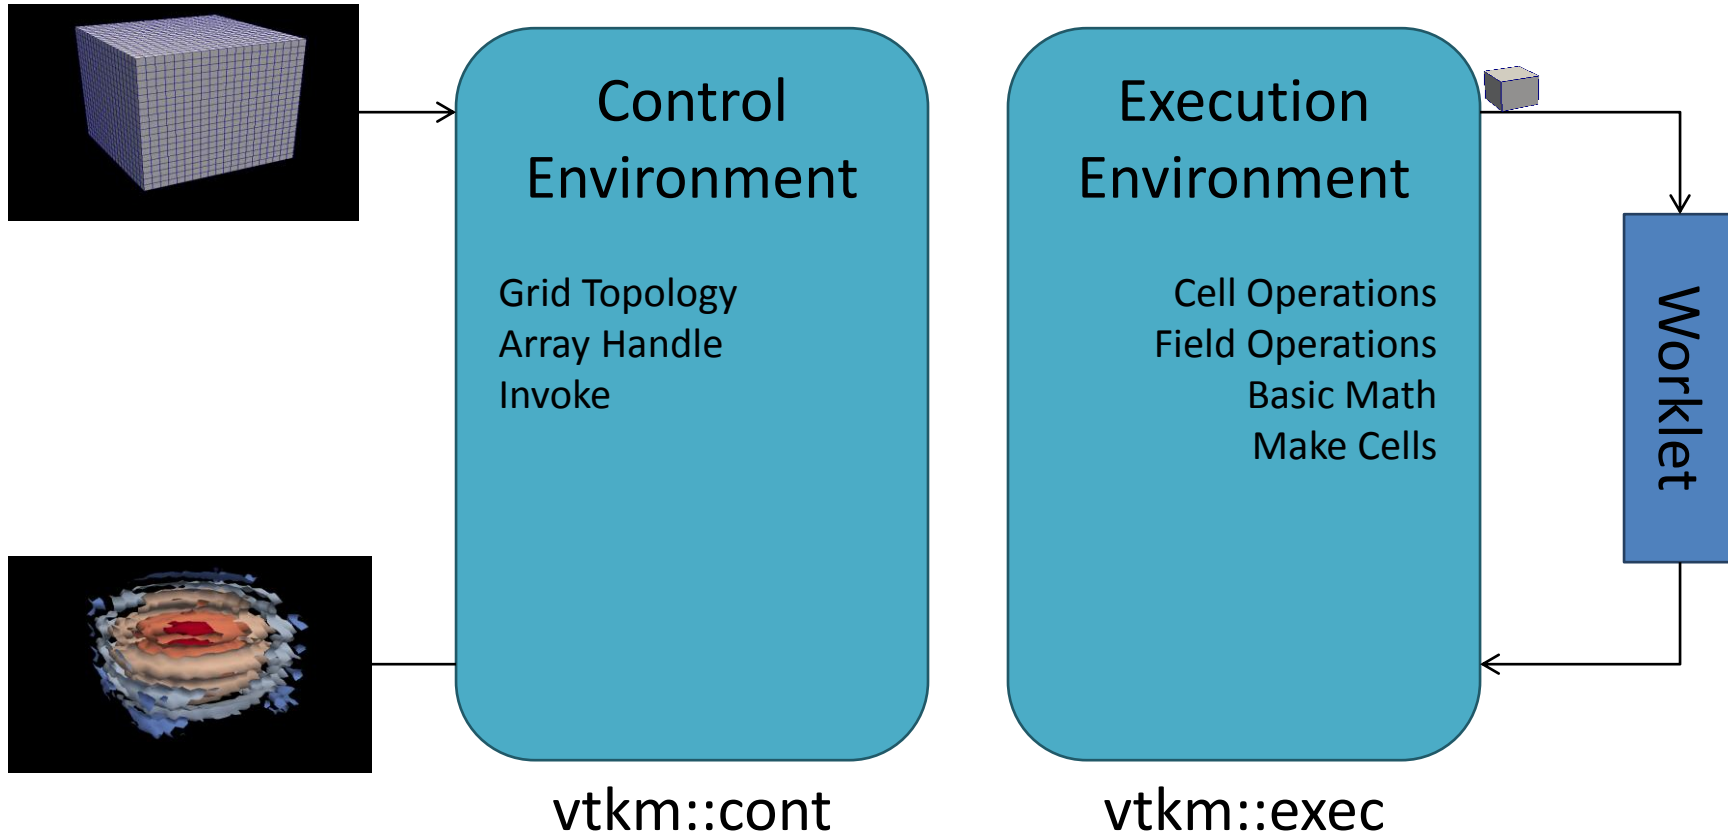 Control
Environment
Grid Topology
Array Handle
Invoke
vtkm::cont
Execution
Environment
Cell Operations
Field Operations
Basic Math
Make Cells
vtkm::exec
Worklet